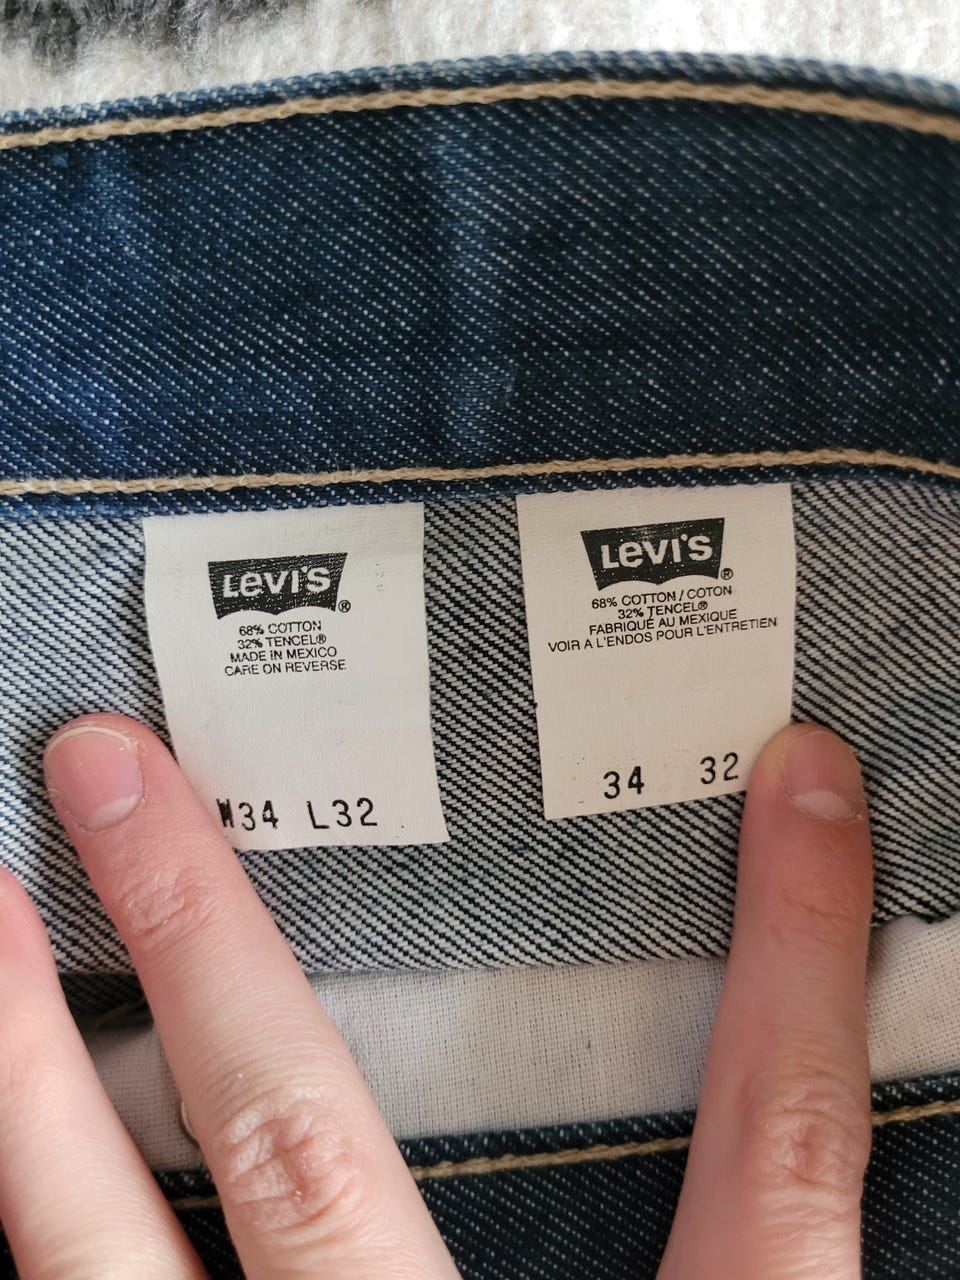 LEVI'S®
68% COTTON
32% TENCEL®
MADE IN MEXICO
CARE ON REVERSE
W34 L32
LEVI'S®
68% COTTON / COTON
32% TENCEL®
FABRIQUÉ AU MEXIQUE
VOIR A L'ENDOS POUR L'ENTRETIEN
34 32